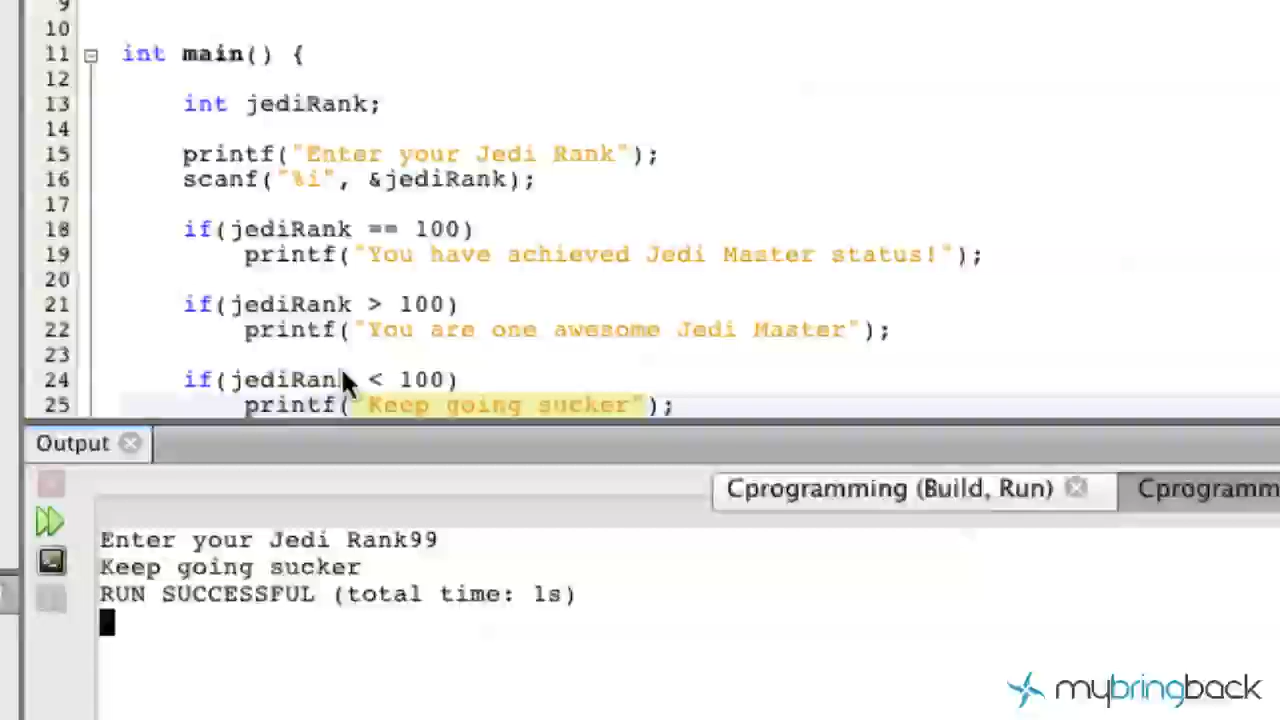 9
10
11 int main() {
12
13 int jediRank;
14
15 printf("Enter your Jedi Rank");
16 scanf("%i", &jediRank);
17
18 if(jediRank == 100)
19 printf("You have achieved Jedi Master status!");
20
21 if(jediRank > 100)
22 printf("You are one awesome Jedi Master");
23
24 if(jediRank < 100)
25 printf("Keep going sucker");
Output
Cprogramming (Build, Run) Cprogramm
Enter your Jedi Rank99
Keep going sucker
RUN SUCCESSFUL (total time: 1s)
mybringback